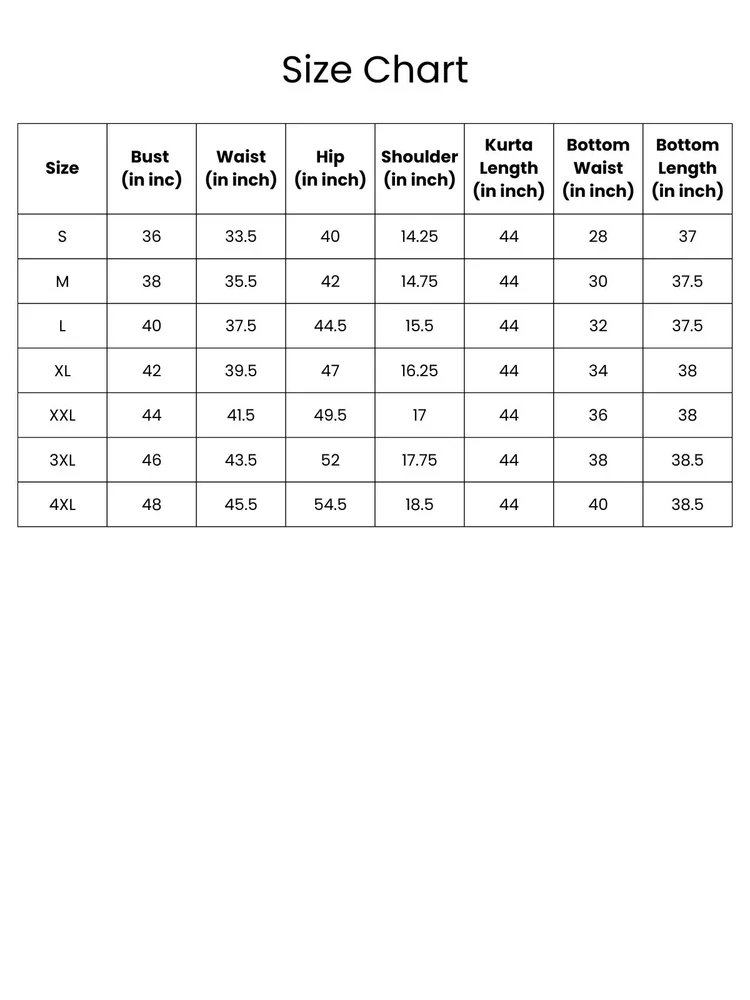 Size Chart
Size Bust (in inc) Waist (in inch) Hip (in inch) Shoulder (in inch) Kurta Length (in inch) Bottom Waist (in inch) Bottom Length (in inch)
S 36 33.5 40 14.25 44 28 37
M 38 35.5 42 14.75 44 30 37.5
L 40 37.5 44.5 15.5 44 32 37.5
XL 42 39.5 47 16.25 44 34 38
XXL 44 41.5 49.5 17 44 36 38
3XL 46 43.5 52 17.75 44 38 38.5
4XL 48 45.5 54.5 18.5 44 40 38.5